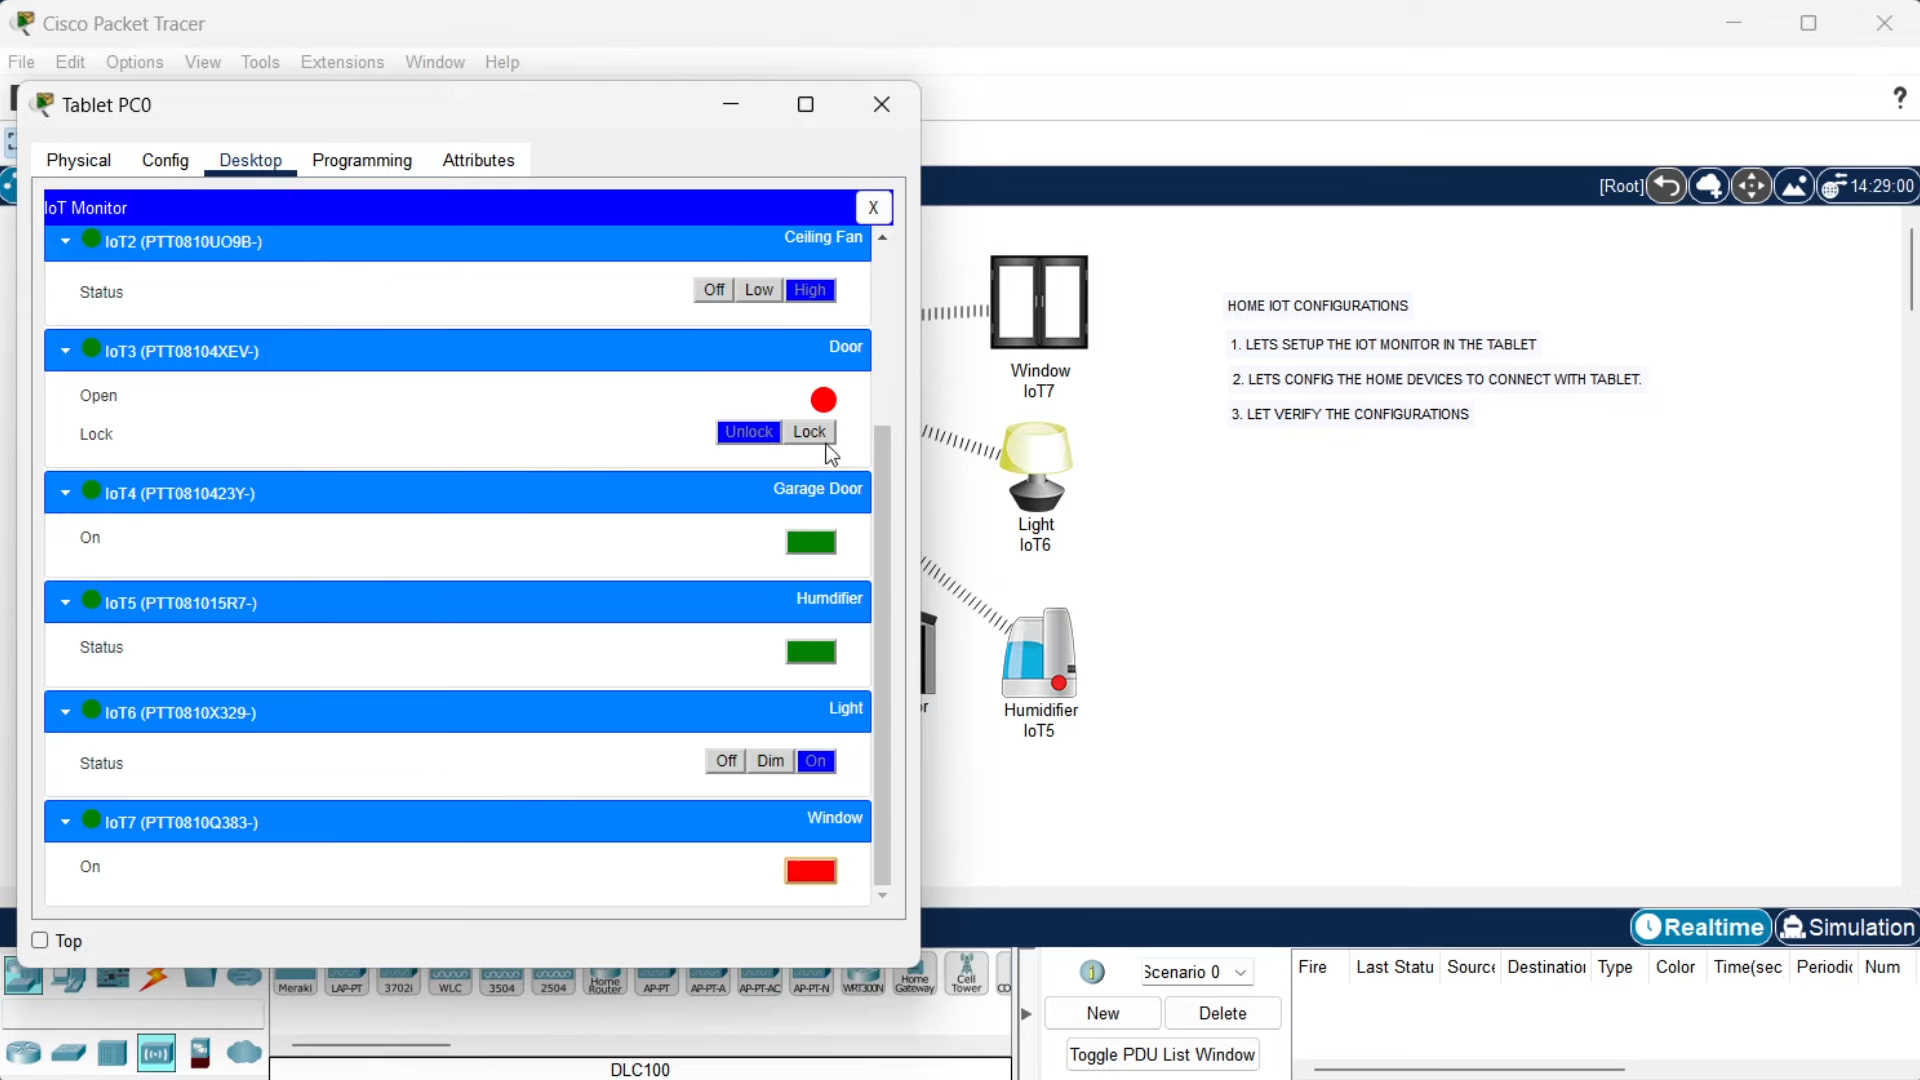 Cisco Packet Tracer
File Edit Options View Tools Extensions Window Help
Tablet PC0
?
Physical Config Desktop Programming Attributes
IoT Monitor X
[Root] 14:29:00
IoT2 (PTT0810UO9B-) Ceiling Fan
Status Off Low High
IoT3 (PTT08104XEV-) Door
Open
Lock Unlock Lock
IoT4 (PTT0810423Y-) Garage Door
On
IoT5 (PTT081015R7-) Humdifier
Status
IoT6 (PTT0810X329-) Light
Status Off Dim On
IoT7 (PTT0810Q383-) Window
On
Top
Window
IoT7
Light
IoT6
Humidifier
IoT5
HOME IOT CONFIGURATIONS
1. LETS SETUP THE IOT MONITOR IN THE TABLET
2. LETS CONFIG THE HOME DEVICES TO CONNECT WITH TABLET.
3. LET VERIFY THE CONFIGURATIONS
Realtime Simulation
Meraki LAP-PT 3702i WLC 3504 2504 Home Router AP-PT AP-PT-A AP-PT-AC AP-PT-N WRT300N Home Gateway Cell Tower
DLC100
Scenario 0
New Delete
Toggle PDU List Window
Fire Last Statu Source Destination Type Color Time(sec Periodic Num